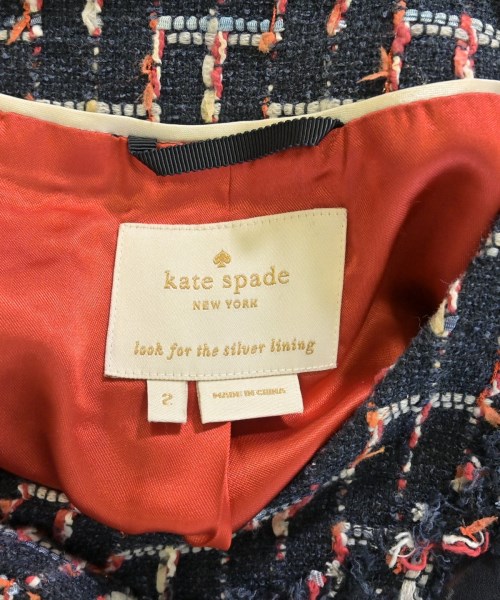 kate spade
NEW YORK
look for the silver lining
2
MADE IN CHINA